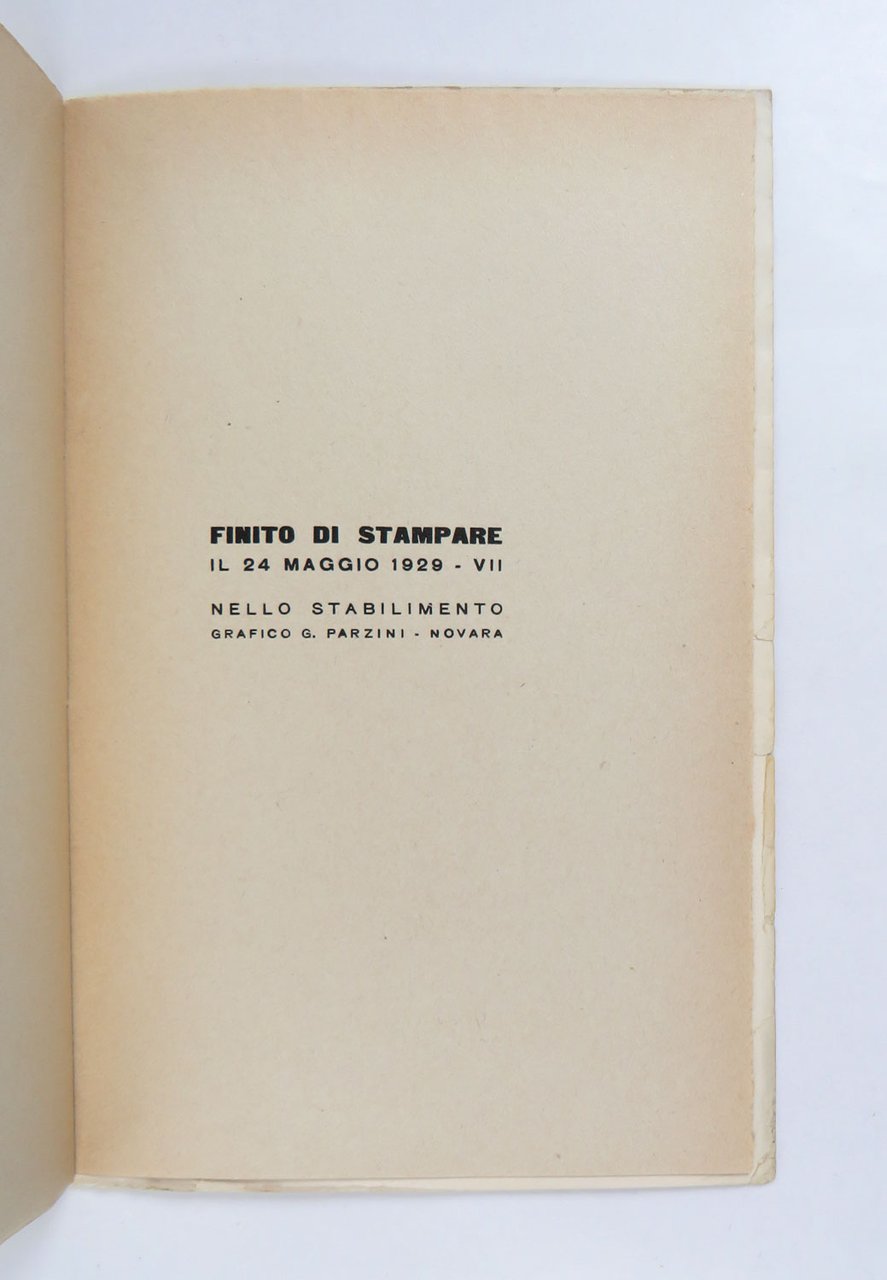 FINITO DI STAMPARE
IL 24 MAGGIO 1929 - VII
NELLO STABILIMENTO
GRAFICO G. PARZINI - NOVARA